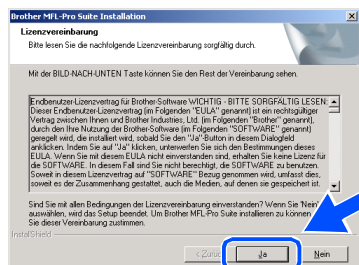 Brother MFL-Pro Suite Installation
Lizenzvereinbarung
Bitte lesen Sie die nachfolgende Lizenzvereinbarung sorgfältig durch.
Mit der BILD-NACH-UNTEN Taste können Sie den Rest der Vereinbarung sehen.
Endbenutzer-Lizenzvertrag für Brother-Software WICHTIG - BITTE SORGFÄLTIG LESEN:
Dieser Endbenutzer-Lizenzvertrag (im Folgenden "EULA" genannt) ist ein rechtsgültiger
Vertrag zwischen Ihnen und Brother Industries, Ltd. (im Folgenden "Brother" genannt),
durch den Ihre Nutzung der Brother-Software (im Folgenden "SOFTWARE" genannt)
geregelt wird, die installiert wird, sobald Sie den "Ja"-Button in diesem Dialogfeld
anklicken. Indem Sie auf "Ja" klicken, unterwerfen Sie sich den Bestimmungen dieses
EULA. Wenn Sie mit diesem EULA nicht einverstanden sind, erhalten Sie keine Lizenz für
die SOFTWARE. In diesem Fall sind Sie nicht berechtigt, die SOFTWARE zu benutzen.
Soweit in diesem Lizenzvertrag auf "SOFTWARE" Bezug genommen wird, umfasst dies,
soweit es der Zusammenhang gestattet, auch die Medien, auf denen sie gespeichert ist.
Sind Sie mit allen Bedingungen der Lizenzvereinbarung einverstanden? Wenn Sie 'Nein'
auswählen, wird das Setup beendet. Um Brother MFL-Pro Suite installieren zu können
Sie dieser Vereinbarung zustimmen.
InstallShield
< Zurück
Ja
Nein